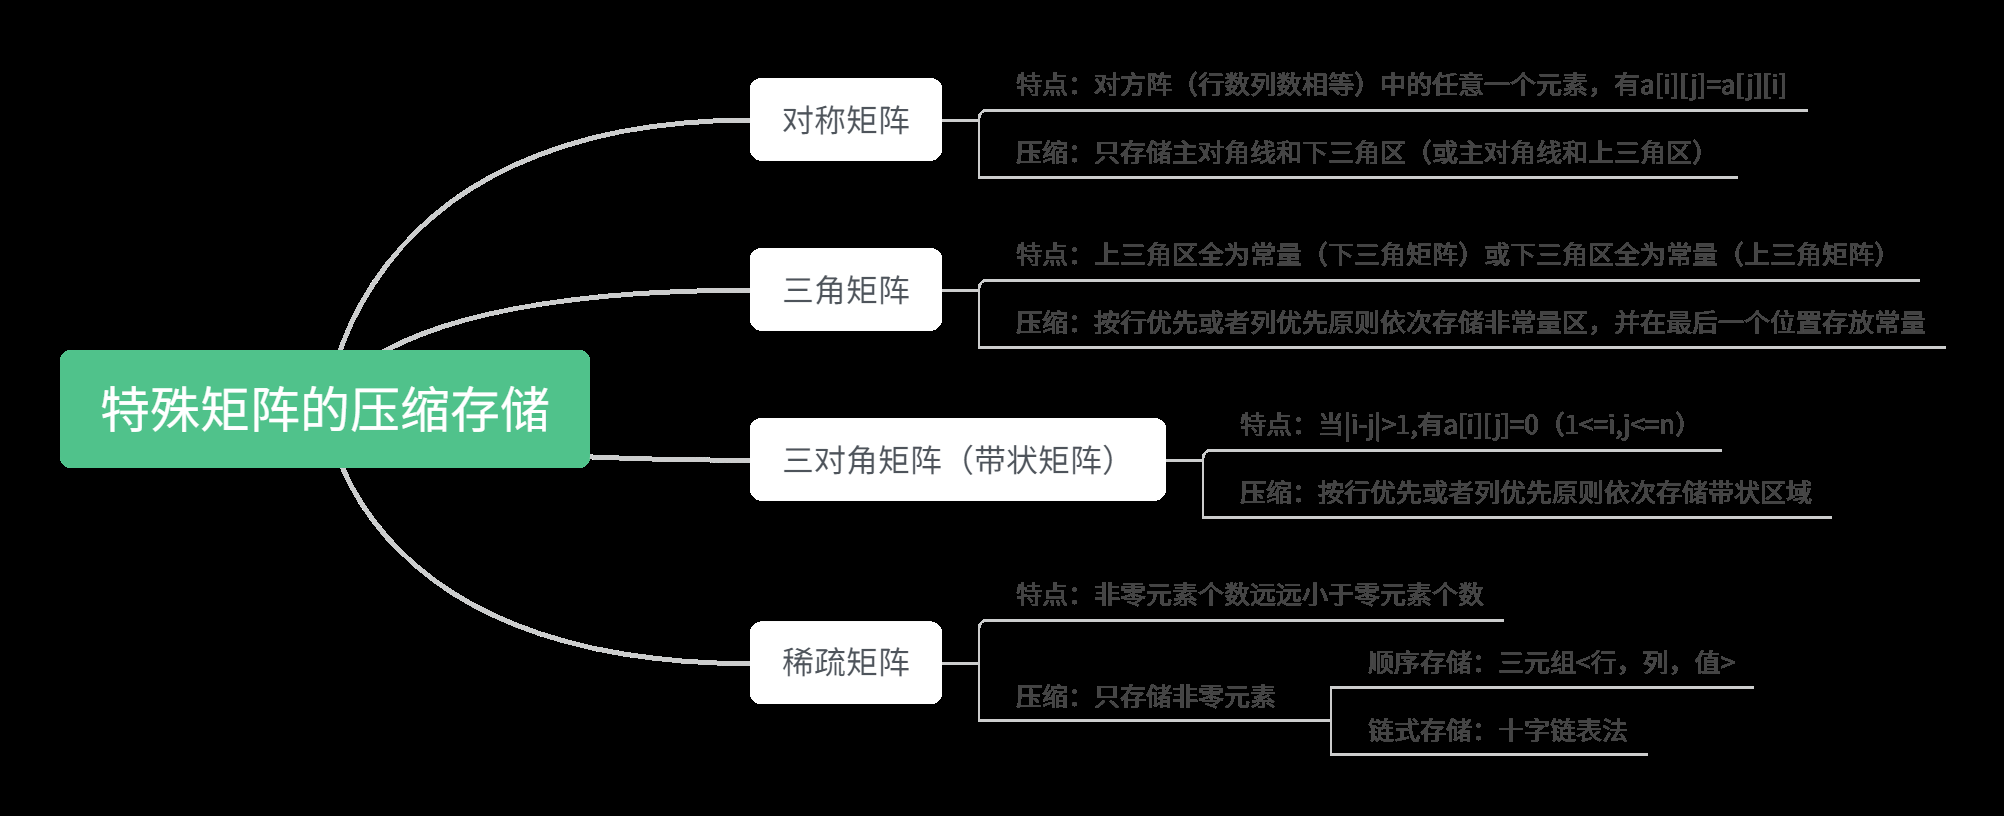 特殊矩阵的压缩存储
对称矩阵
特点：对方阵（行数列数相等）中的任意一个元素，有a[i][j]=a[j][i]
压缩：只存储主对角线和下三角区（或主对角线和上三角区）
三角矩阵
特点：上三角区全为常量（下三角矩阵）或下三角区全为常量（上三角矩阵）
压缩：按行优先或者列优先原则依次存储非常量区，并在最后一个位置存放常量
三对角矩阵（带状矩阵）
特点：当|i-j|>1,有a[i][j]=0（1<=i,j<=n）
压缩：按行优先或者列优先原则依次存储带状区域
稀疏矩阵
特点：非零元素个数远远小于零元素个数
压缩：只存储非零元素
顺序存储：三元组<行，列，值>
链式存储：十字链表法